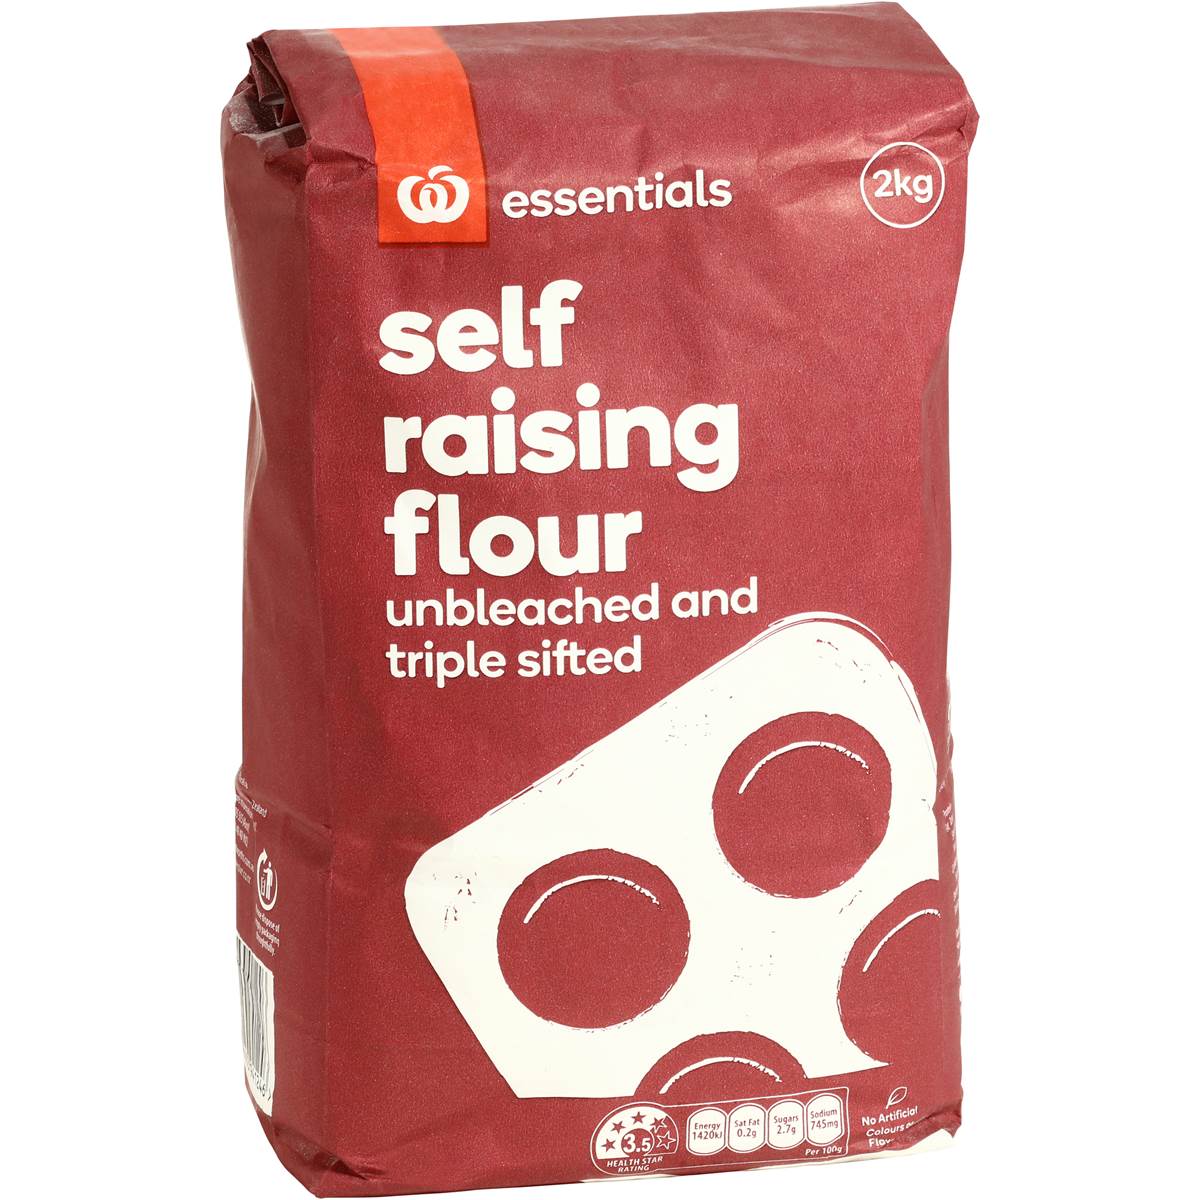 essentials
2kg
self
raising
flour
unbleached and
triple sifted
3.5
HEALTH STAR
RATING
Energy
1420kJ
Sat Fat
0.2g
Sugars
2.7g
Sodium
745mg
Per 100g
No Artificial
Colours